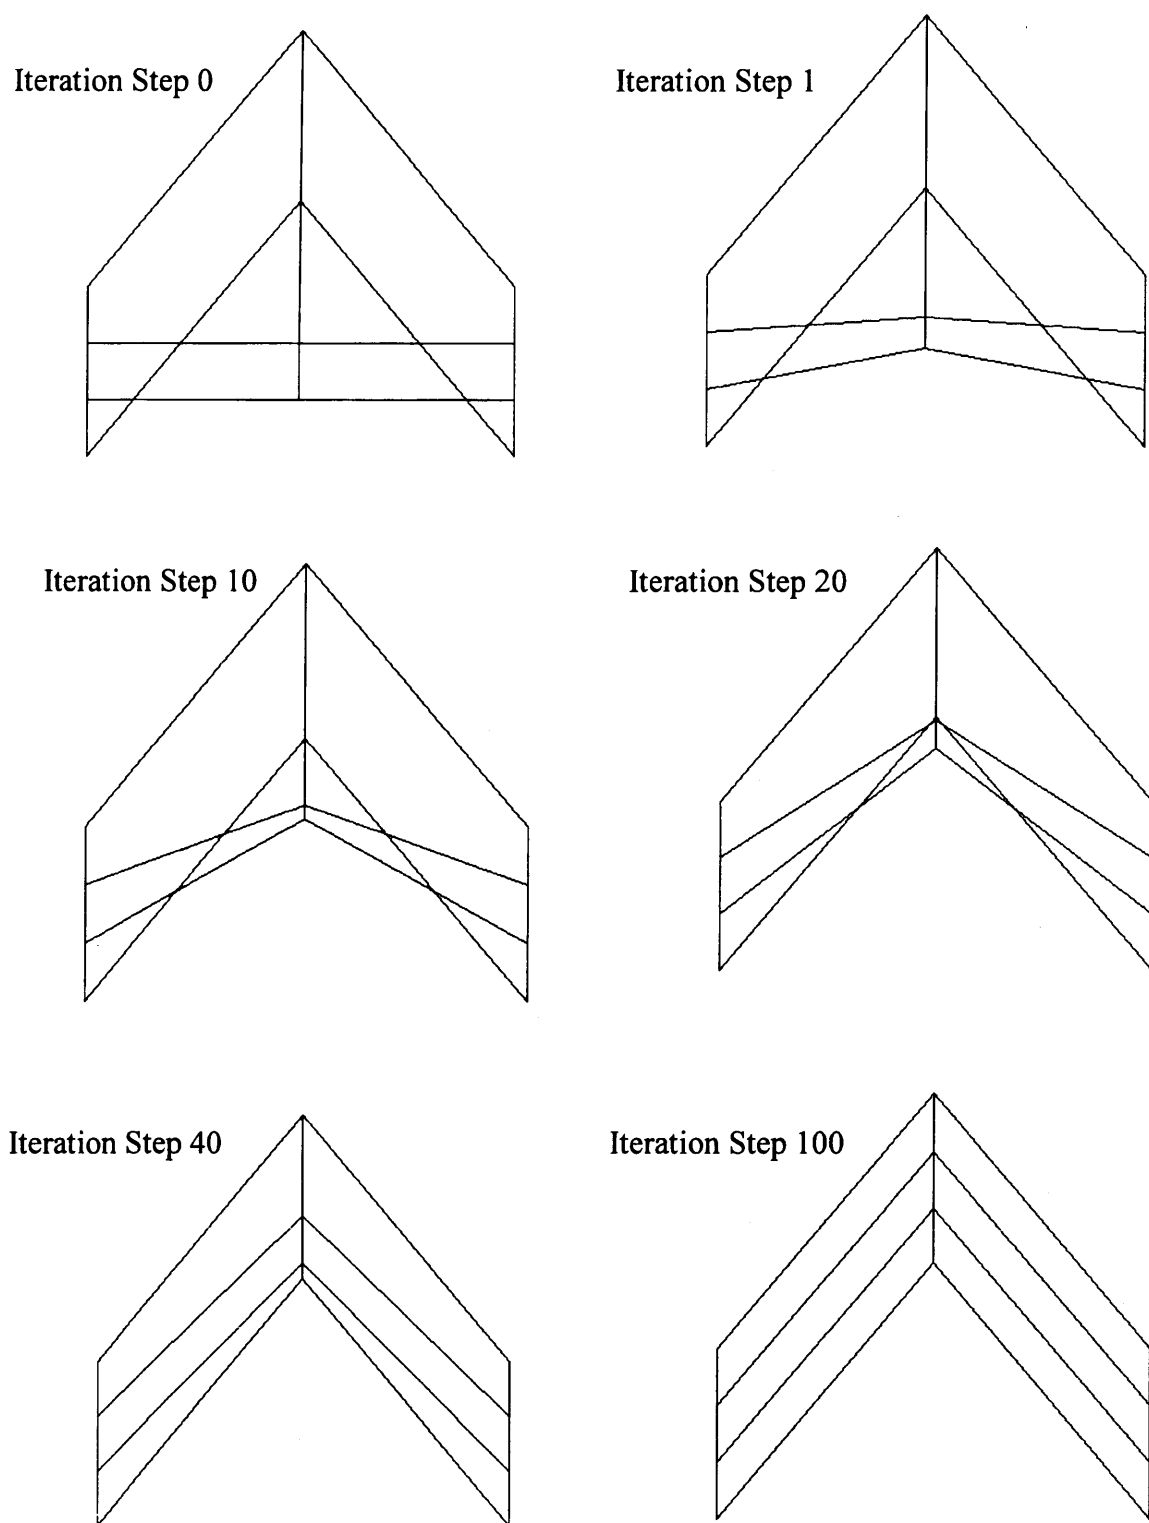 Iteration Step 0
Iteration Step 1
Iteration Step 10
Iteration Step 20
Iteration Step 40
Iteration Step 100